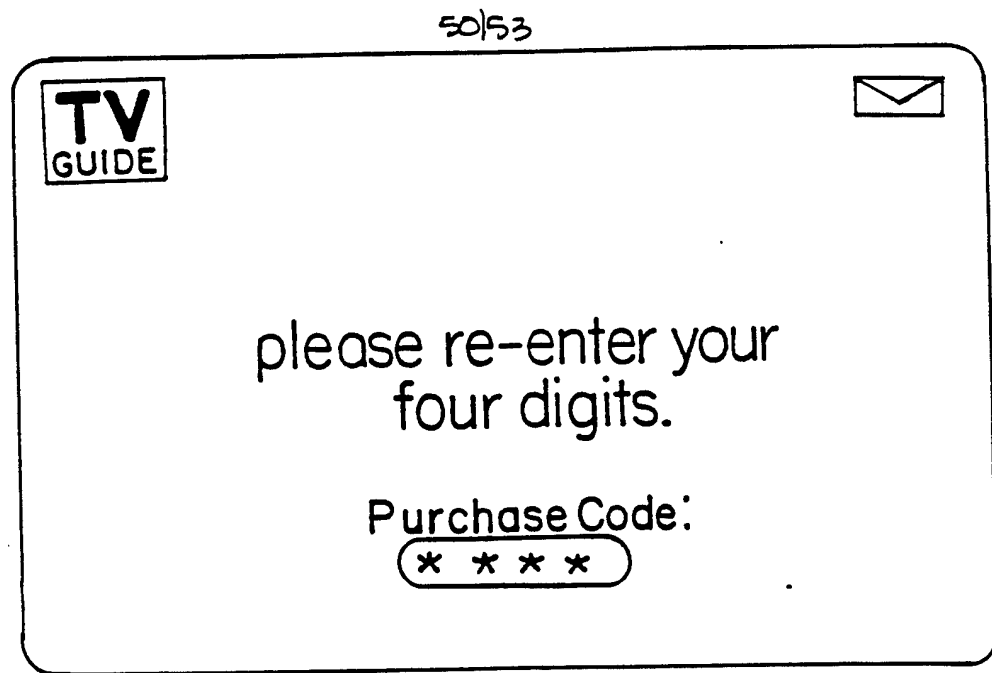 50/53
TV
GUIDE
please re-enter your
four digits.
Purchase Code:
* * * *